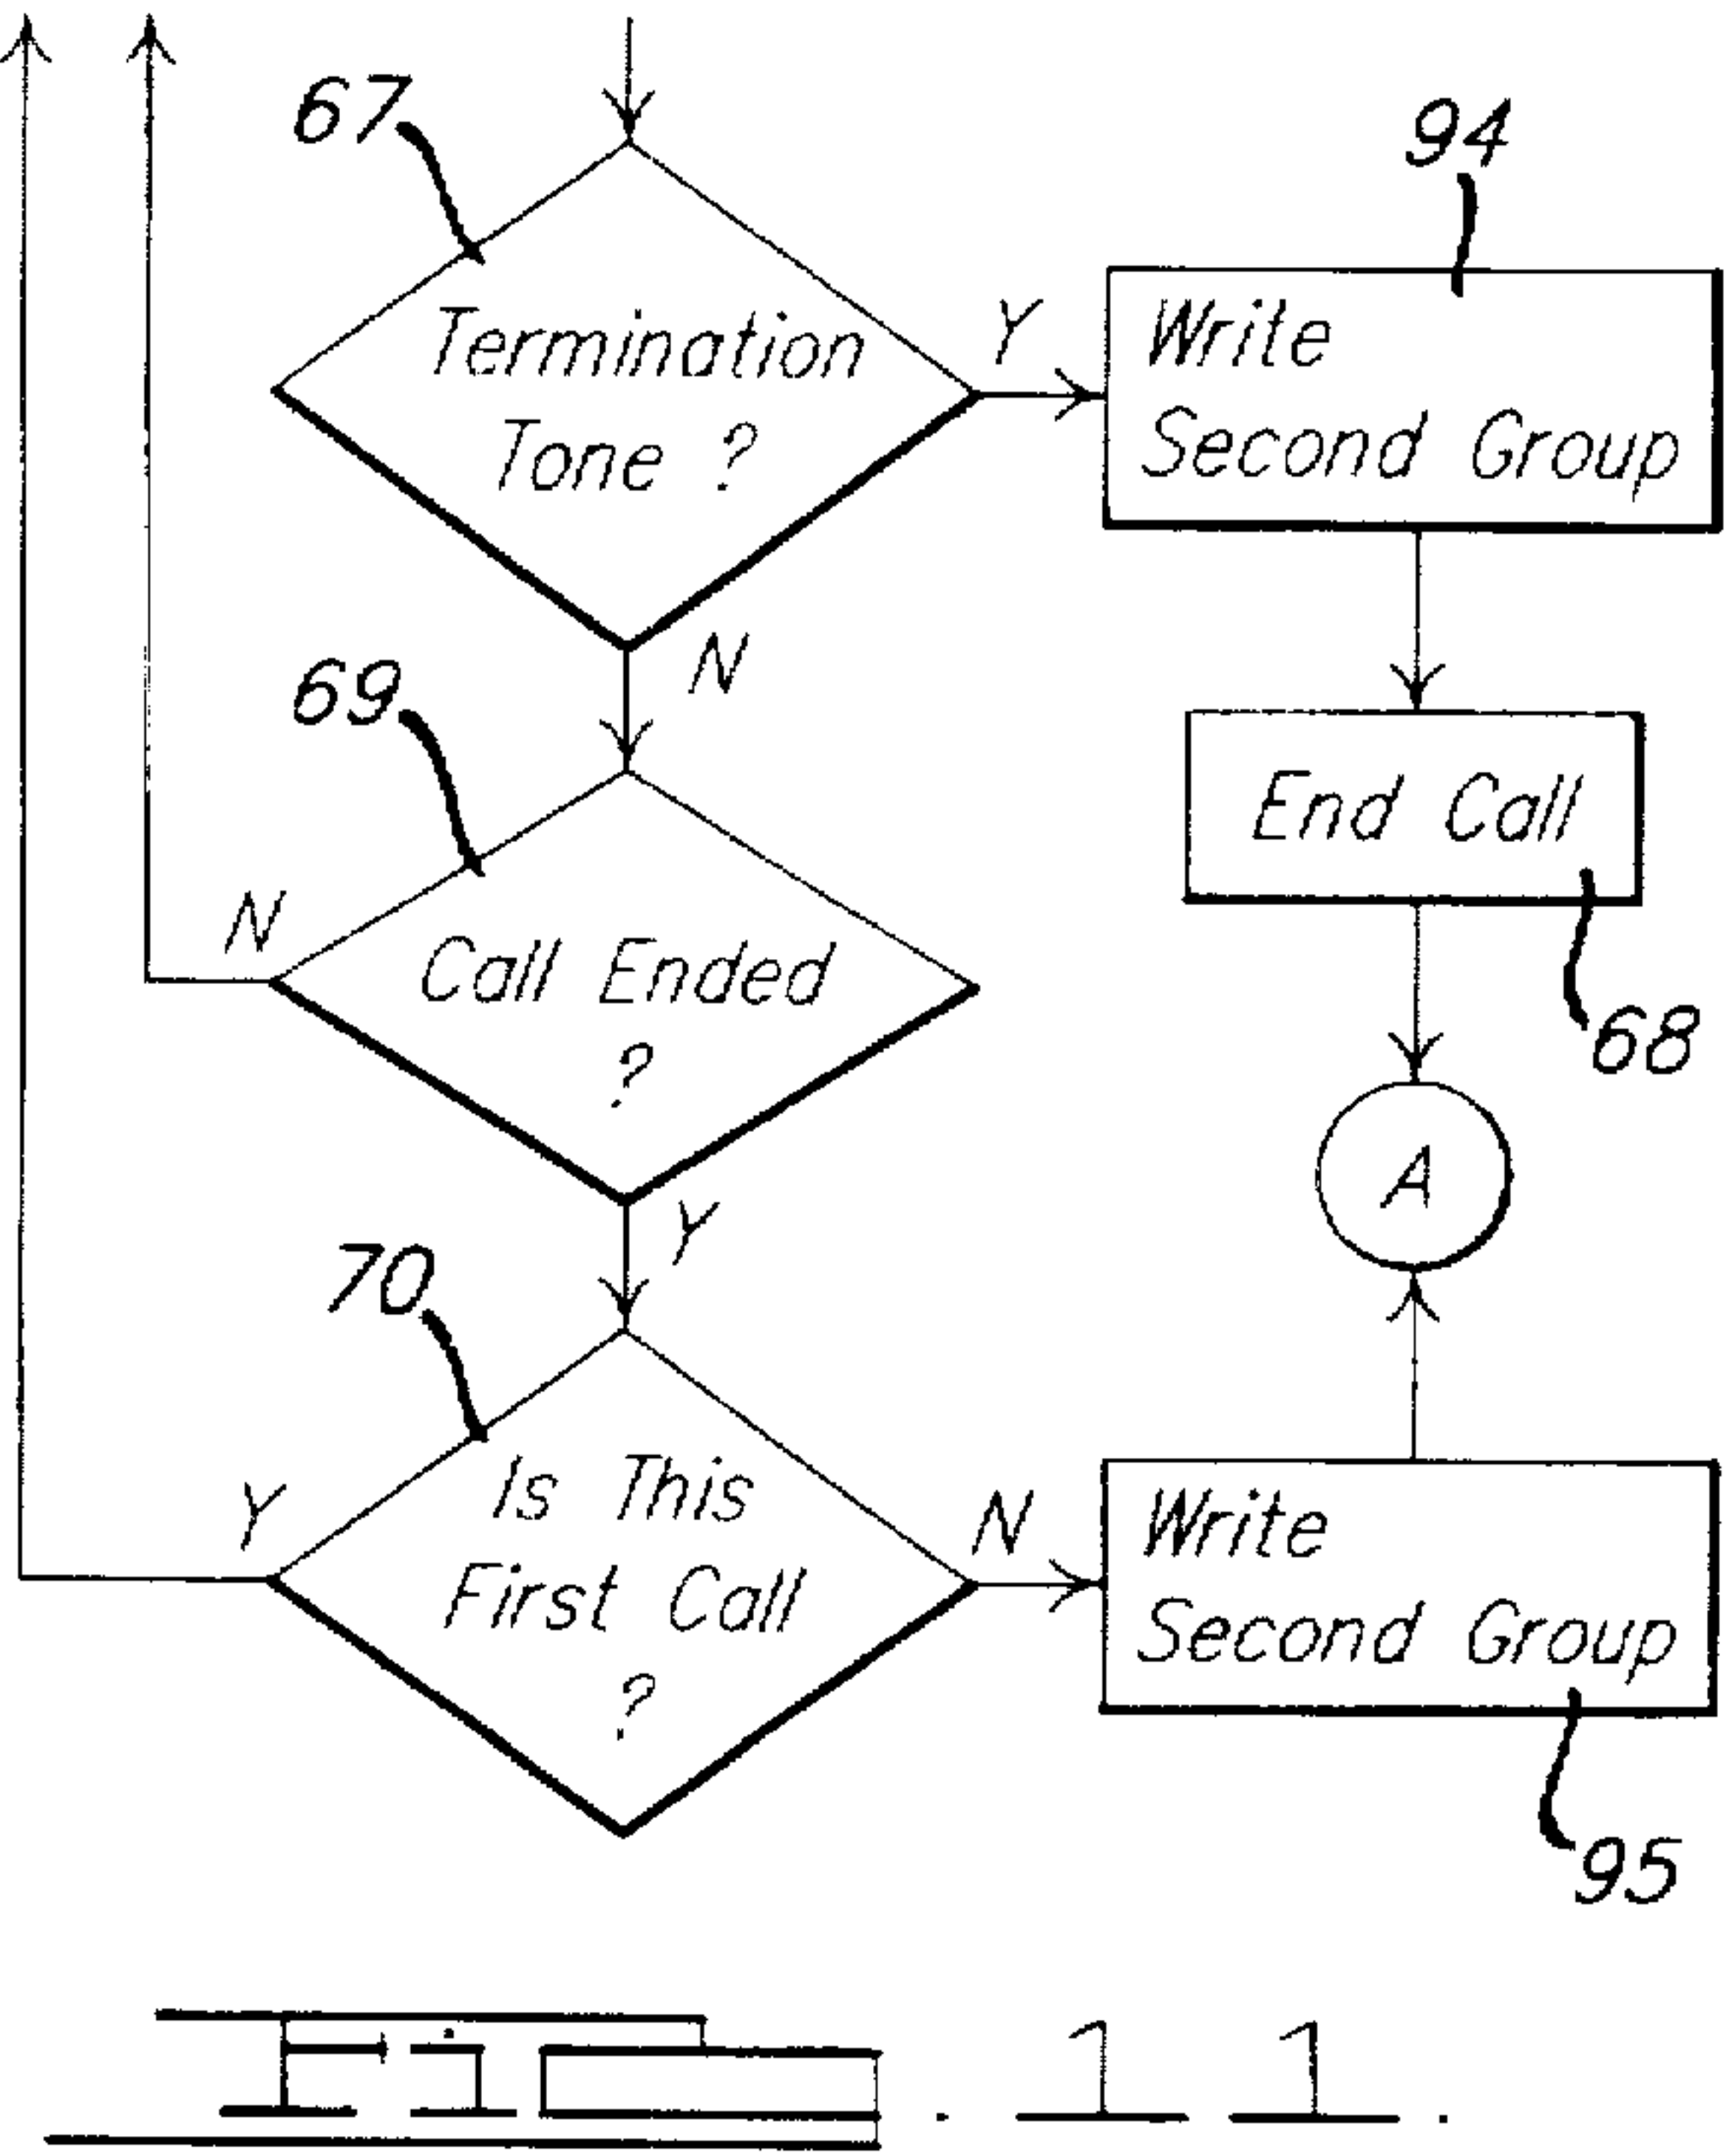 67
94
Termination
Tone ?
Y
Write
Second Group
N
69
End Call
68
N
Call Ended
?
Y
A
70
Is This
First Call
?
Y
N
Write
Second Group
95
Fig. 11.